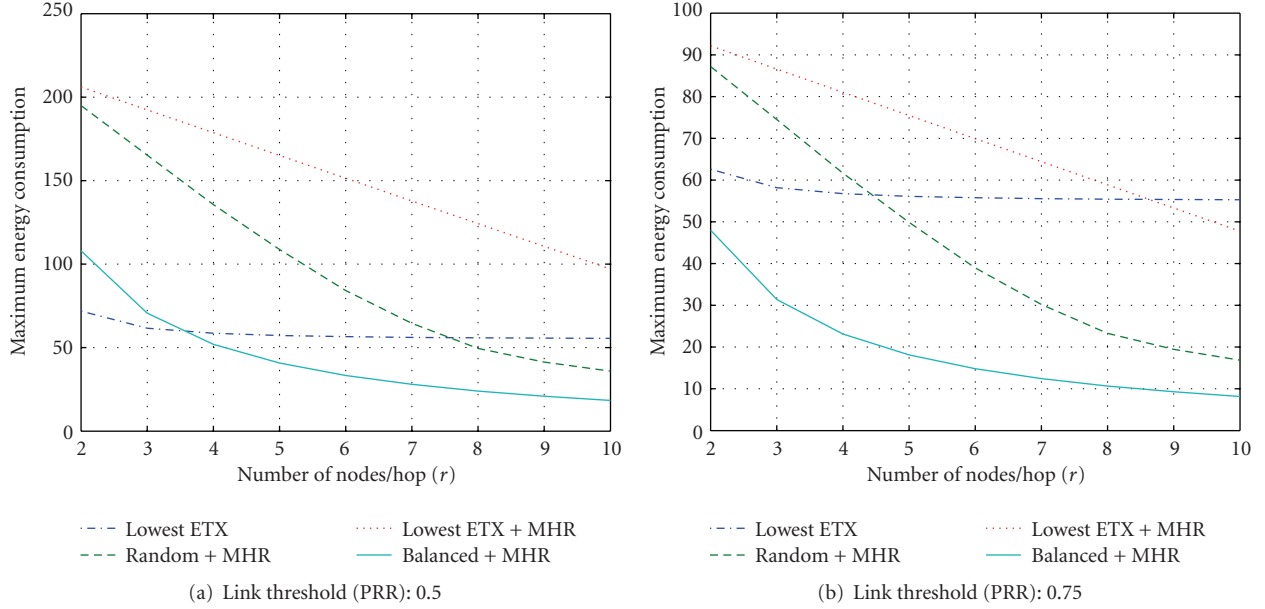 250
200
150
100
50
0
Maximum energy consumption
2 3 4 5 6 7 8 9 10
Number of nodes/hop (r)
Lowest ETX
Random + MHR
Lowest ETX + MHR
Balanced + MHR
(a) Link threshold (PRR): 0.5
100
90
80
70
60
50
40
30
20
10
0
Maximum energy consumption
2 3 4 5 6 7 8 9 10
Number of nodes/hop (r)
Lowest ETX
Random + MHR
Lowest ETX + MHR
Balanced + MHR
(b) Link threshold (PRR): 0.75